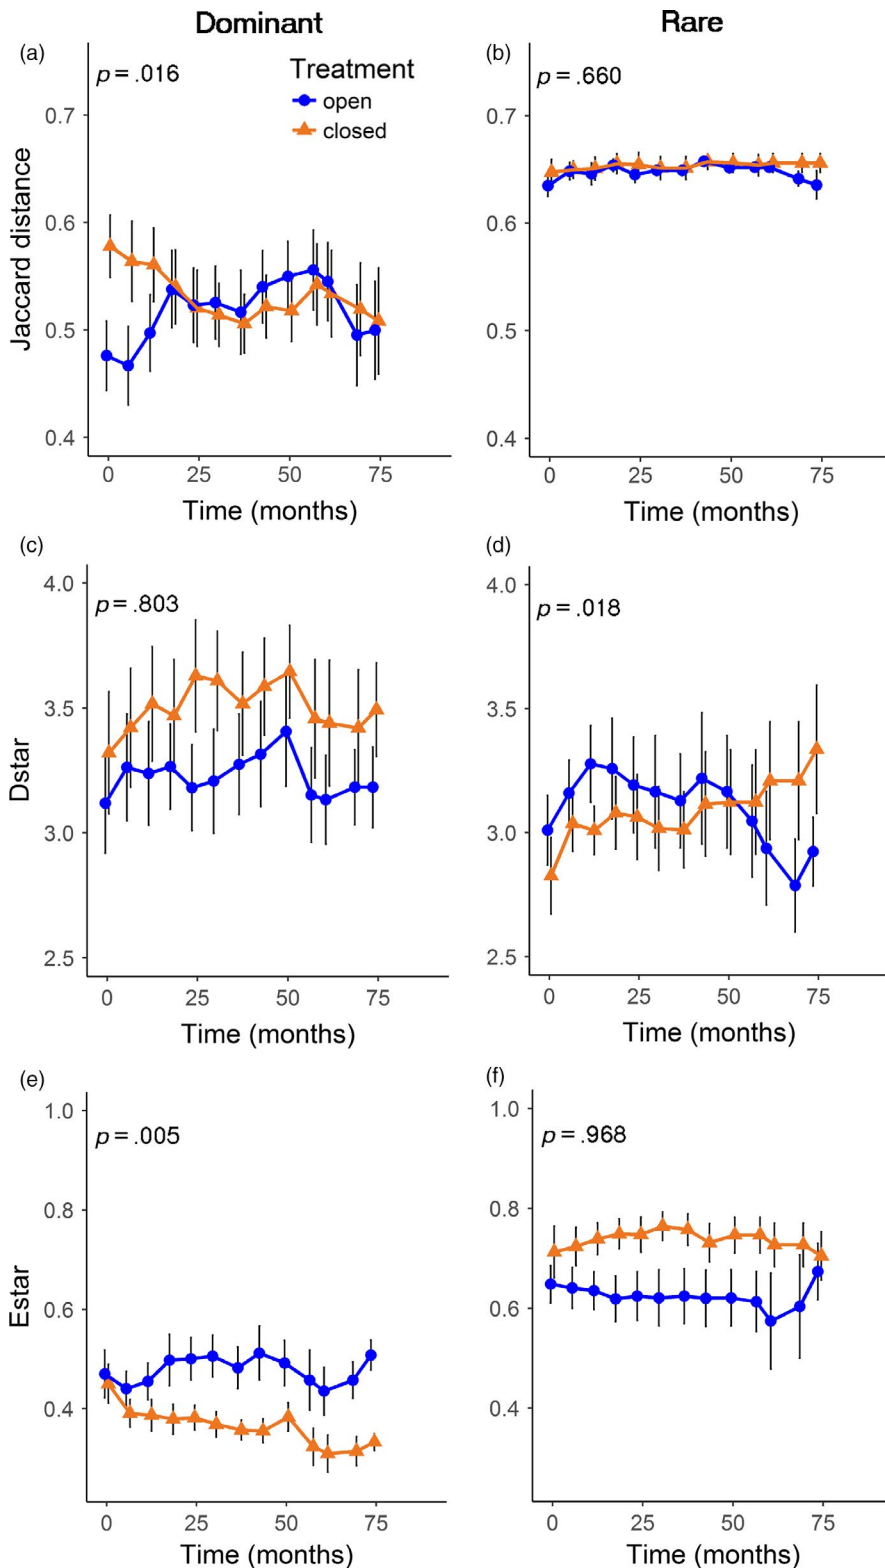 Dominant
Rare
(a)
p = .016
Treatment
open
closed
0.7
0.6
0.5
0.4
Jaccard distance
0
25
50
75
Time (months)
(b)
p = .660
0.7
0.6
0.5
0.4
0
25
50
75
Time (months)
(c)
p = .803
4.0
3.5
3.0
2.5
Dstar
0
25
50
75
Time (months)
(d)
p = .018
4.0
3.5
3.0
2.5
0
25
50
75
Time (months)
(e)
p = .005
1.0
0.8
0.6
0.4
Estar
0
25
50
75
Time (months)
(f)
p = .968
1.0
0.8
0.6
0.4
0
25
50
75
Time (months)